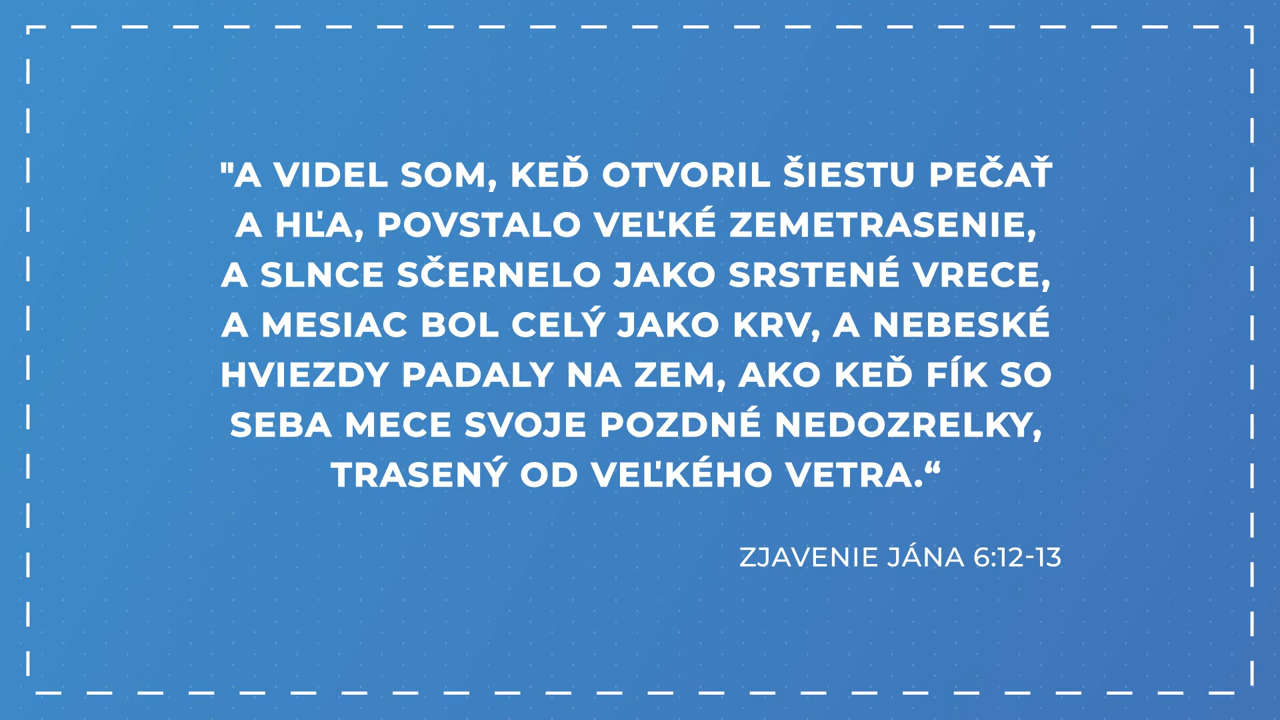 "A VIDEL SOM, KEĎ OTVORIL ŠIESTU PEČAŤ
A HĽA, POVSTALO VEĽKÉ ZEMETRASENIE,
A SLNCE SČERNELO JAKO SRSTENÉ VRECE,
A MESIAC BOL CELÝ JAKO KRV, A NEBESKÉ
HVIEZDY PADALY NA ZEM, AKO KEĎ FÍK SO
SEBA MECE SVOJE POZDNÉ NEDOZRELKY,
TRASENÝ OD VEĽKÉHO VETRA.“
ZJAVENIE JÁNA 6:12-13